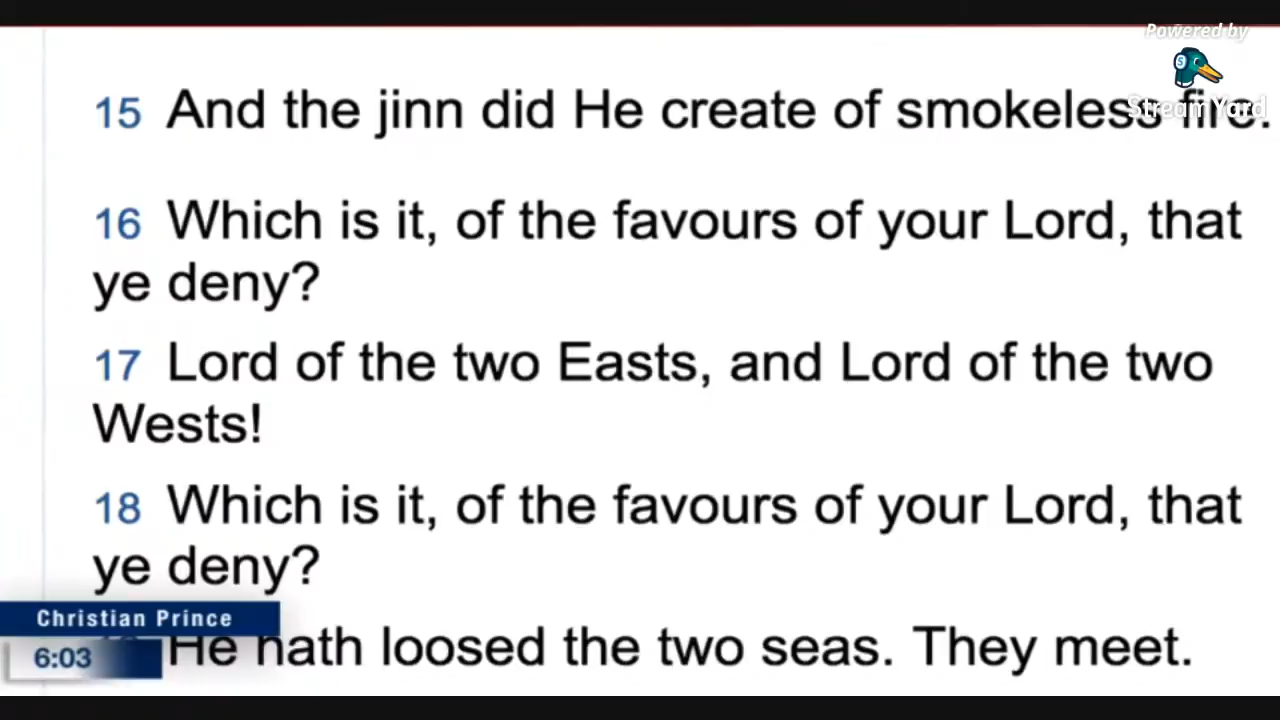 Powered by
StreamYard
15 And the jinn did He create of smokeless fire.
16 Which is it, of the favours of your Lord, that
ye deny?
17 Lord of the two Easts, and Lord of the two
Wests!
18 Which is it, of the favours of your Lord, that
ye deny?
He hath loosed the two seas. They meet.
Christian Prince
6:03